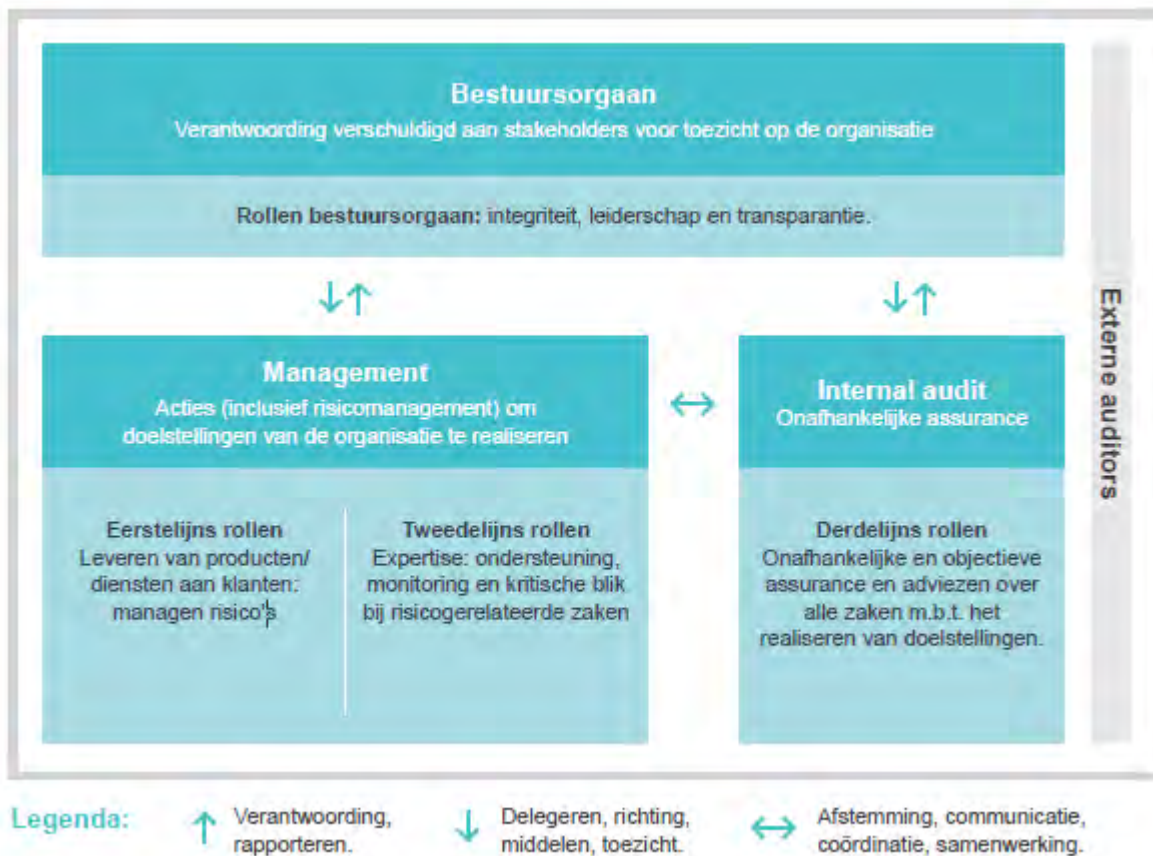 Bestuursorgaan
Verantwoording verschuldigd aan stakeholders voor toezicht op de organisatie
Rollen bestuursorgaan: integriteit, leiderschap en transparantie.
Management
Acties (inclusief risicomanagement) om
doelstellingen van de organisatie te realiseren
Eerstelijns rollen
Leveren van producten/
diensten aan klanten:
managen risico's
Tweedelijns rollen
Expertise: ondersteuning,
monitoring en kritische blik
bij risicogerelateerde zaken
Internal audit
Onafhankelijke assurance
Derdelijns rollen
Onafhankelijke en objectieve
assurance en adviezen over
alle zaken m.b.t. het
realiseren van doelstellingen.
Externe auditors
Legenda:
Verantwoording,
rapporteren.
Delegeren, richting,
middelen, toezicht.
Afstemming, communicatie,
coördinatie, samenwerking.